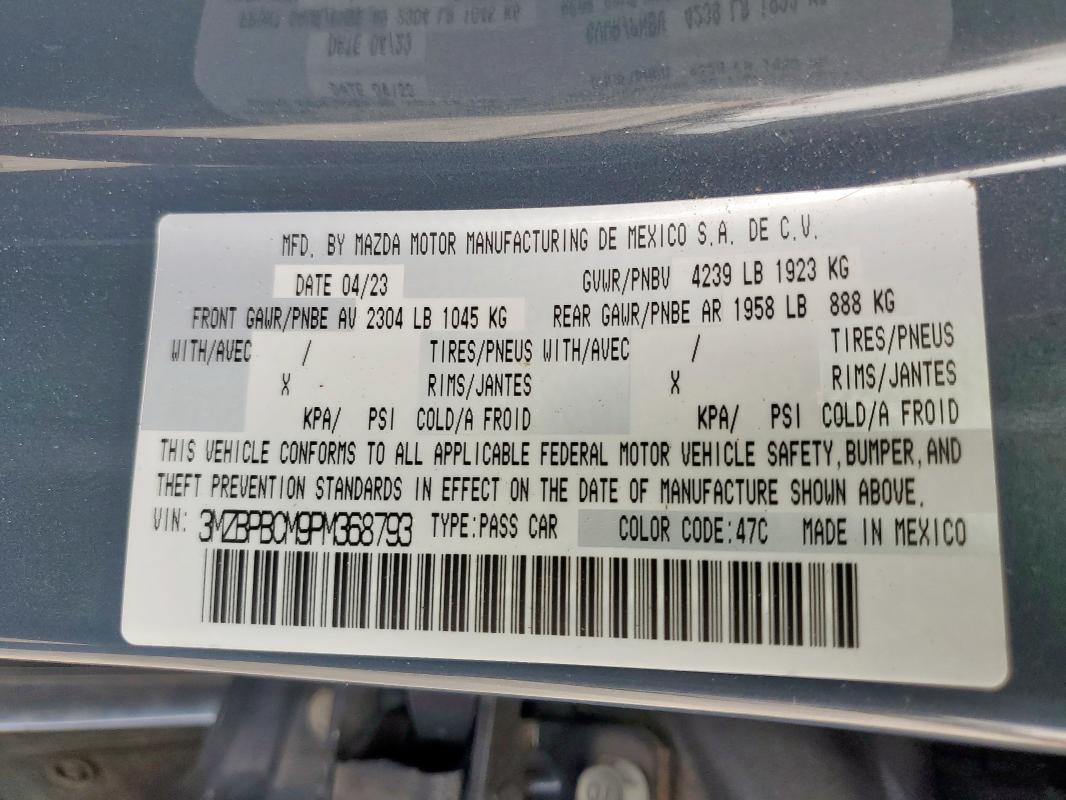 MFD. BY MAZDA MOTOR MANUFACTURING DE MEXICO S.A. DE C.V.
DATE 04/23 GVWR/PNBV 4239 LB 1923 KG
FRONT GAWR/PNBE AV 2304 LB 1045 KG REAR GAWR/PNBE AR 1958 LB 888 KG
WITH/AVEC / TIRES/PNEUS WITH/AVEC / TIRES/PNEUS
X RIMS/JANTES X RIMS/JANTES
KPA/ PSI COLD/A FROID KPA/ PSI COLD/A FROID
THIS VEHICLE CONFORMS TO ALL APPLICABLE FEDERAL MOTOR VEHICLE SAFETY, BUMPER, AND
THEFT PREVENTION STANDARDS IN EFFECT ON THE DATE OF MANUFACTURE SHOWN ABOVE.
VIN: 3MZBPBCM9PM368793 TYPE:PASS CAR COLOR CODE:47C MADE IN MEXICO